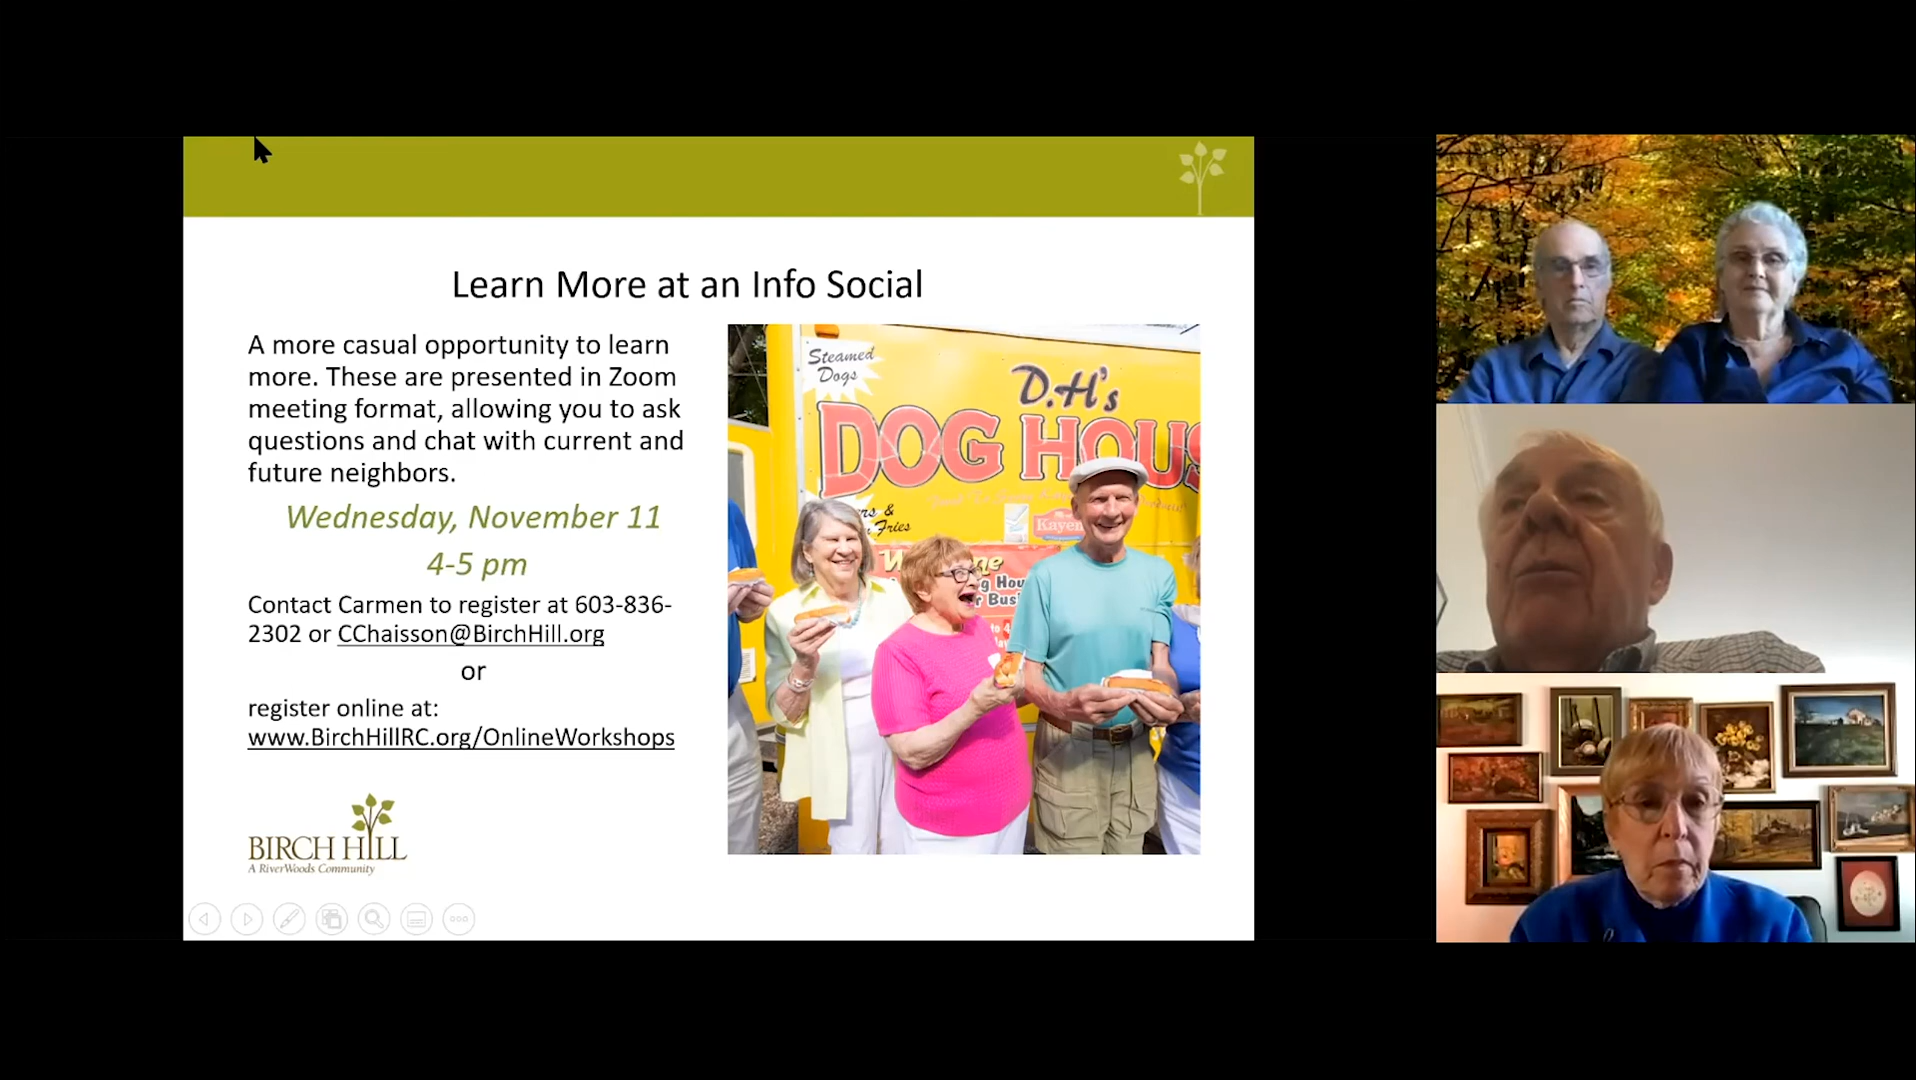 Learn More at an Info Social
A more casual opportunity to learn
more. These are presented in Zoom
meeting format, allowing you to ask
questions and chat with current and
future neighbors.
Wednesday, November 11
4-5 pm
Contact Carmen to register at 603-836-
2302 or CChaisson@BirchHill.org
or
register online at:
www.BirchHillRC.org/OnlineWorkshops
BIRCH HILL
A RiverWoods Community
Steamed
Dogs
D.H's
DOG HOUS
&
Fries
Kayem